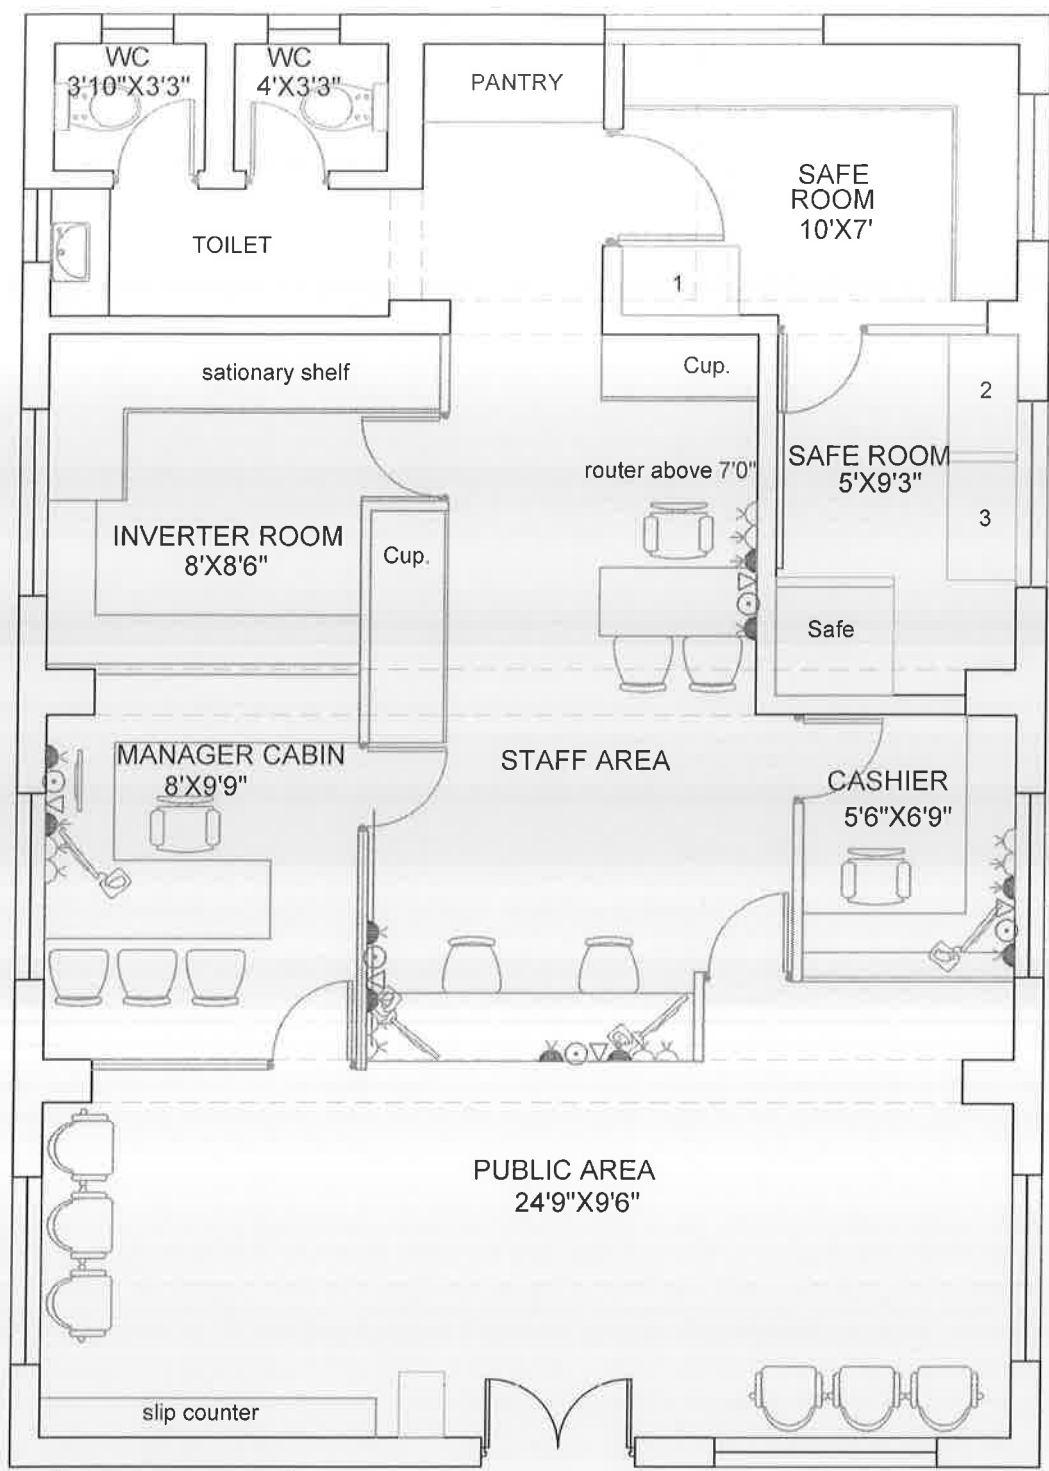 WC
3'10"X3'3"
WC
4'X3'3"
PANTRY
SAFE
ROOM
10'X7'
TOILET
1
sationary shelf
Cup.
2
router above 7'0"
SAFE ROOM
5'X9'3"
3
INVERTER ROOM
8'X8'6"
Cup.
Safe
MANAGER CABIN
8'X9'9"
STAFF AREA
CASHIER
5'6"X6'9"
PUBLIC AREA
24'9"X9'6"
slip counter